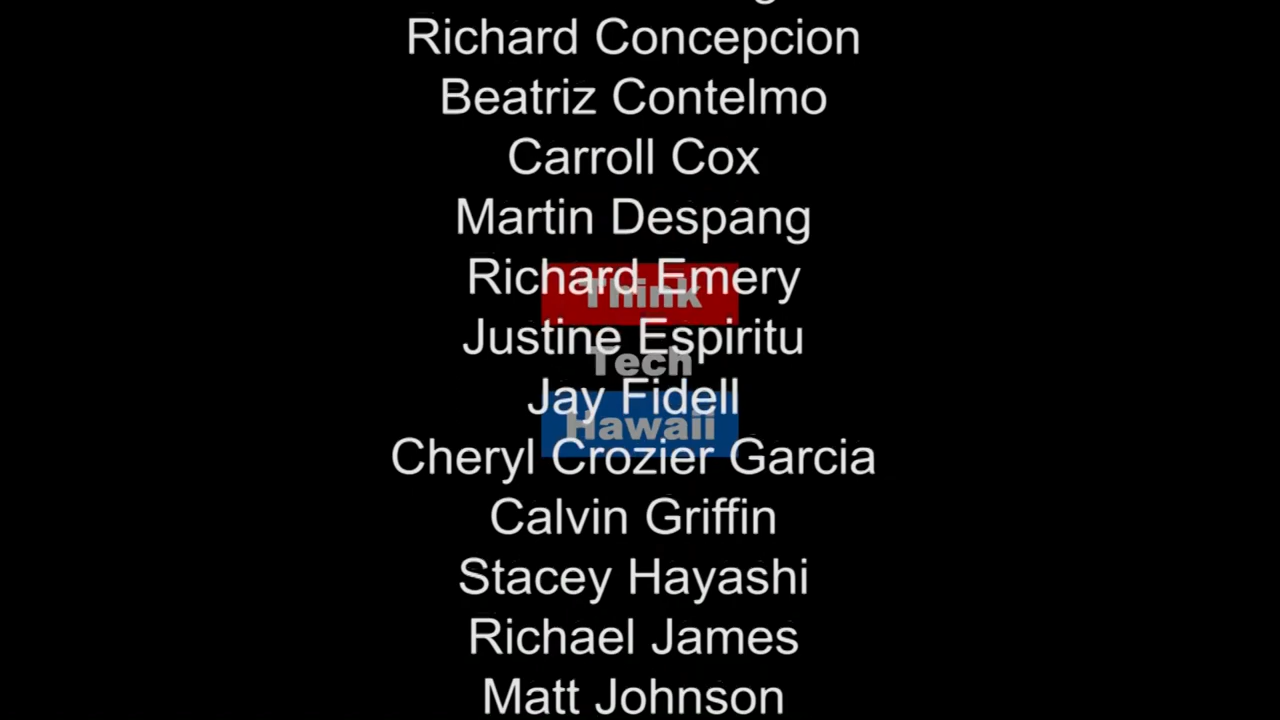 Richard Concepcion
Beatriz Contelmo
Carroll Cox
Martin Despang
Richard Emery
Think
Justine Espiritu
Tech
Jay Fidell
Hawaii
Cheryl Crozier Garcia
Calvin Griffin
Stacey Hayashi
Richael James
Matt Johnson